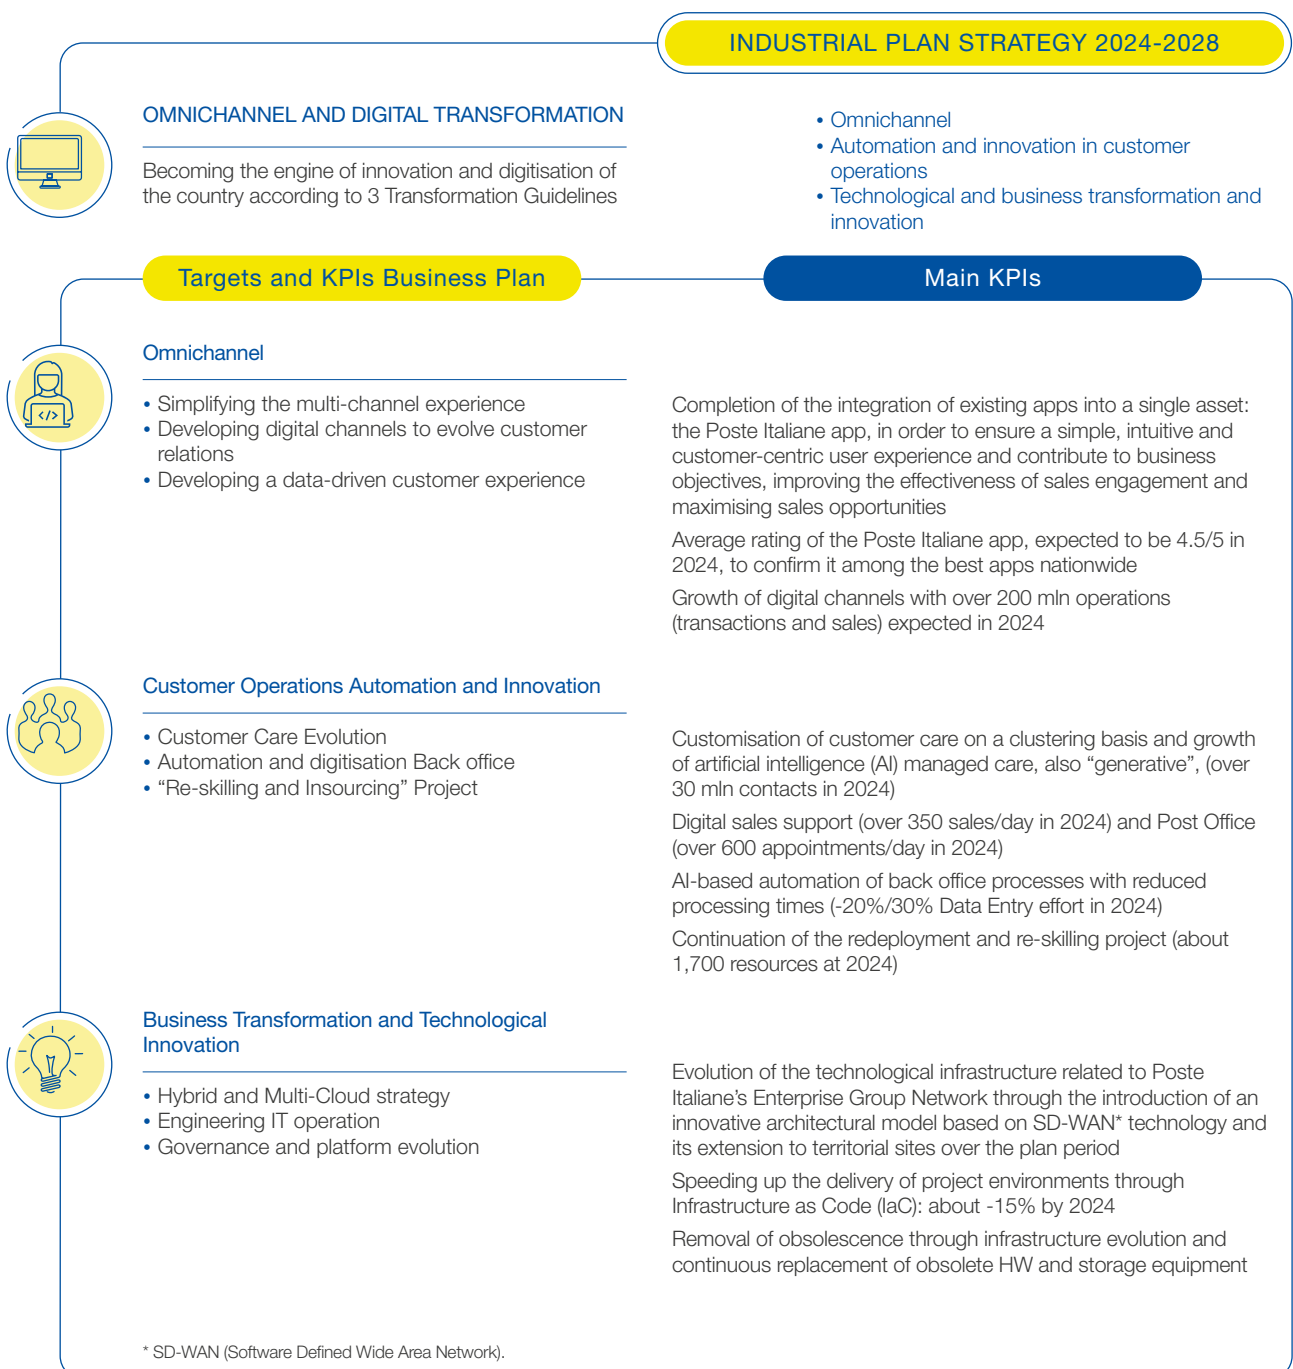 INDUSTRIAL PLAN STRATEGY 2024-2028
OMNICHANNEL AND DIGITAL TRANSFORMATION
Becoming the engine of innovation and digitisation of
the country according to 3 Transformation Guidelines
• Omnichannel
• Automation and innovation in customer
operations
• Technological and business transformation and
innovation
Targets and KPIs Business Plan
Main KPIs
Omnichannel
• Simplifying the multi-channel experience
• Developing digital channels to evolve customer
relations
• Developing a data-driven customer experience
Completion of the integration of existing apps into a single asset:
the Poste Italiane app, in order to ensure a simple, intuitive and
customer-centric user experience and contribute to business
objectives, improving the effectiveness of sales engagement and
maximising sales opportunities
Average rating of the Poste Italiane app, expected to be 4.5/5 in
2024, to confirm it among the best apps nationwide
Growth of digital channels with over 200 mln operations
(transactions and sales) expected in 2024
Customer Operations Automation and Innovation
• Customer Care Evolution
• Automation and digitisation Back office
• “Re-skilling and Insourcing” Project
Customisation of customer care on a clustering basis and growth
of artificial intelligence (AI) managed care, also “generative”, (over
30 mln contacts in 2024)
Digital sales support (over 350 sales/day in 2024) and Post Office
(over 600 appointments/day in 2024)
AI-based automation of back office processes with reduced
processing times (-20%/30% Data Entry effort in 2024)
Continuation of the redeployment and re-skilling project (about
1,700 resources at 2024)
Business Transformation and Technological
Innovation
• Hybrid and Multi-Cloud strategy
• Engineering IT operation
• Governance and platform evolution
Evolution of the technological infrastructure related to Poste
Italiane’s Enterprise Group Network through the introduction of an
innovative architectural model based on SD-WAN* technology and
its extension to territorial sites over the plan period
Speeding up the delivery of project environments through
Infrastructure as Code (IaC): about -15% by 2024
Removal of obsolescence through infrastructure evolution and
continuous replacement of obsolete HW and storage equipment
* SD-WAN (Software Defined Wide Area Network).